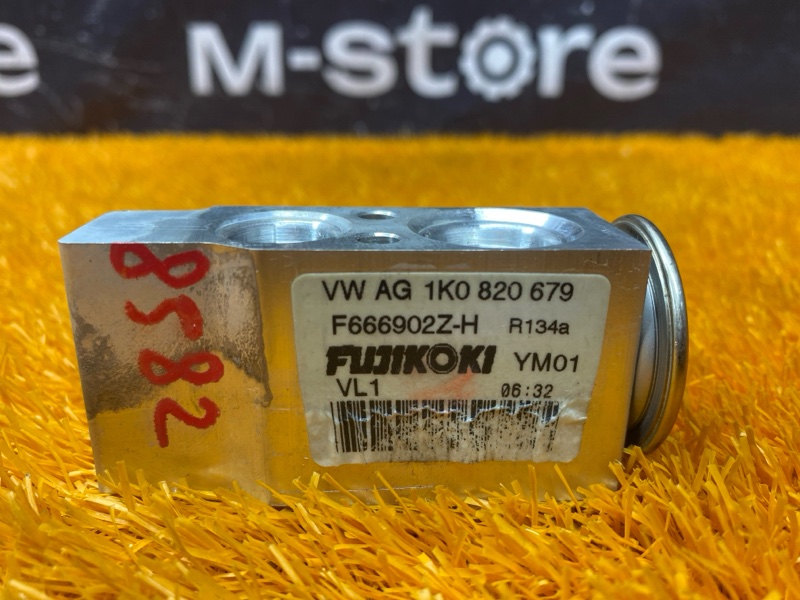 e
M-store
8582
VW AG 1K0 820 679
F666902Z-H R134a
FUJIKOKI YM01
VL1 06:32